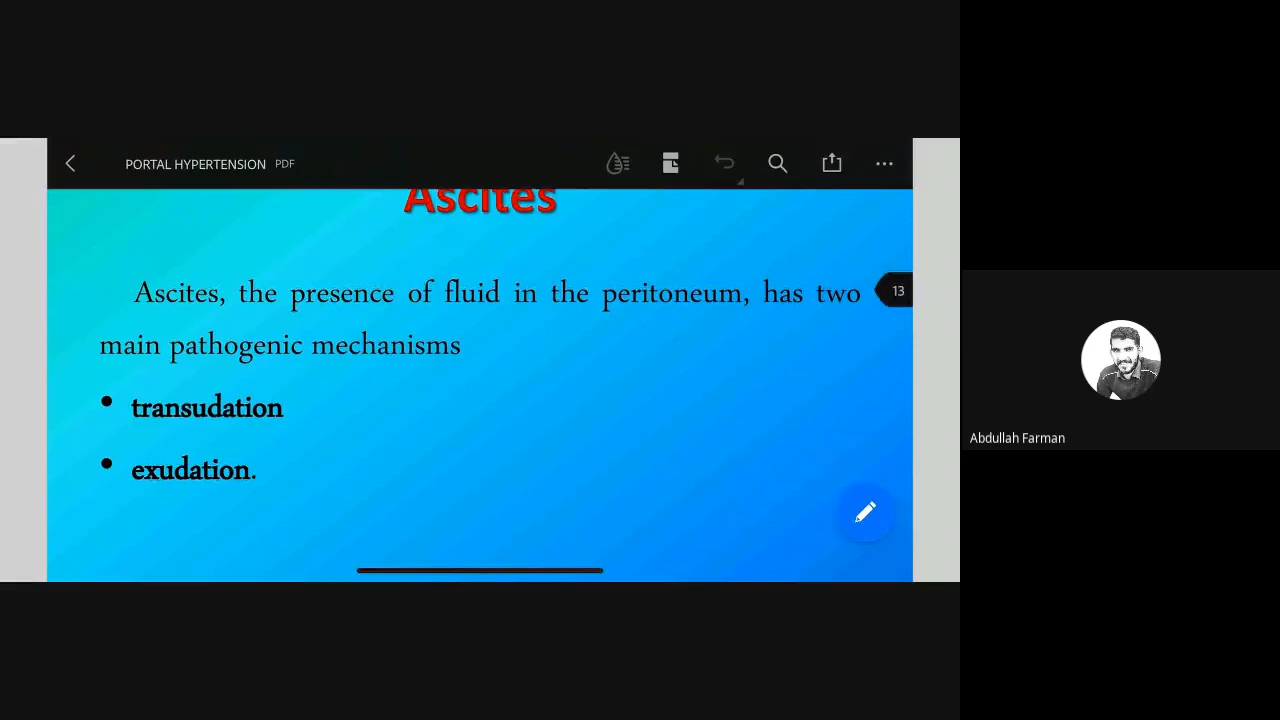 PORTAL HYPERTENSION PDF
Ascites
Ascites, the presence of fluid in the peritoneum, has two
13
main pathogenic mechanisms
• transudation
• exudation.
Abdullah Farman